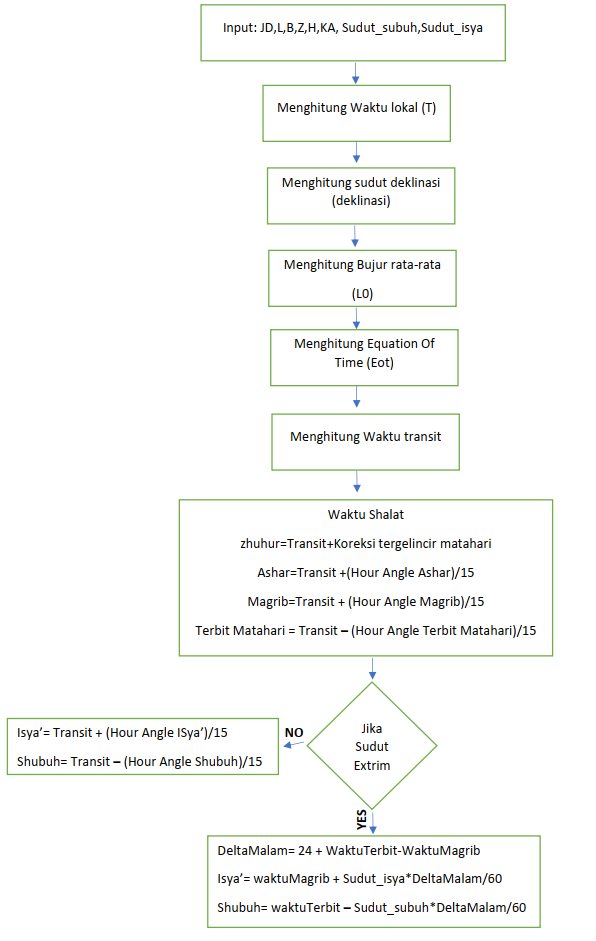 Input: JD,L,B,Z,H,KA, Sudut_subuh,Sudut_isya
Menghitung Waktu lokal (T)
Menghitung sudut deklinasi
(deklinasi)
Menghitung Bujur rata-rata
(L0)
Menghitung Equation Of
Time (Eot)
Menghitung Waktu transit
Waktu Shalat
zhuhur=Transit+Koreksi tergelincir matahari
Ashar=Transit +(Hour Angle Ashar)/15
Magrib=Transit + (Hour Angle Magrib)/15
Terbit Matahari = Transit – (Hour Angle Terbit Matahari)/15
Jika
Sudut
Extrim
NO
Isya’= Transit + (Hour Angle ISya’)/15
Shubuh= Transit – (Hour Angle Shubuh)/15
YES
DeltaMalam= 24 + WaktuTerbit-WaktuMagrib
Isya’= waktuMagrib + Sudut_isya*DeltaMalam/60
Shubuh= waktuTerbit – Sudut_subuh*DeltaMalam/60